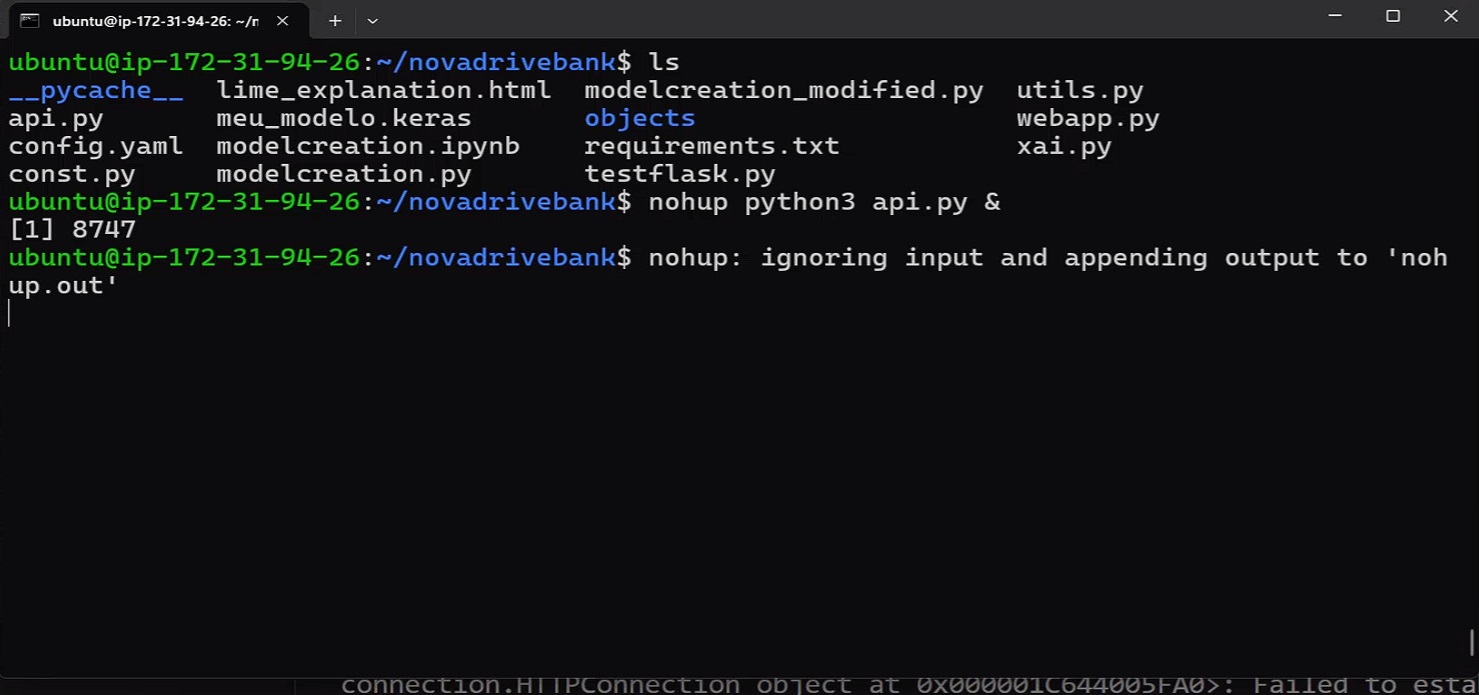 ubuntu@ip-172-31-94-26: ~/n
ubuntu@ip-172-31-94-26:~/novadrivebank$ ls
__pycache__ lime_explanation.html modelcreation_modified.py utils.py
api.py meu_modelo.keras objects webapp.py
config.yaml modelcreation.ipynb requirements.txt xai.py
const.py modelcreation.py testflask.py
ubuntu@ip-172-31-94-26:~/novadrivebank$ nohup python3 api.py &
[1] 8747
ubuntu@ip-172-31-94-26:~/novadrivebank$ nohup: ignoring input and appending output to 'noh
up.out'
connection.HTTPConnection object at 0x000001C644005FA0>: Failed to esta